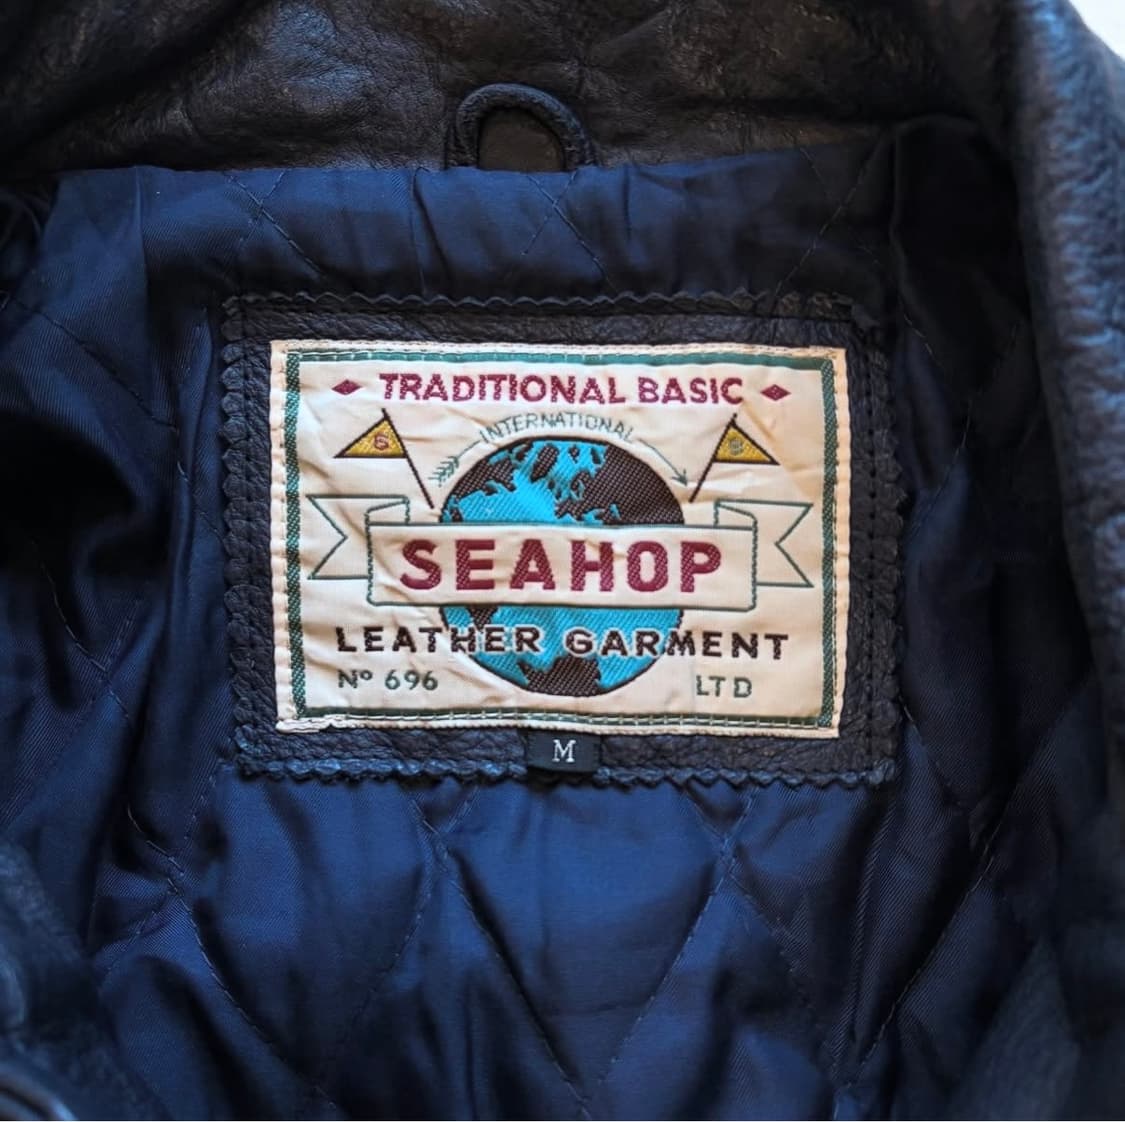 TRADITIONAL BASIC
INTERNATIONAL
SEAHOP
LEATHER GARMENT
Nº 696 LTD
M